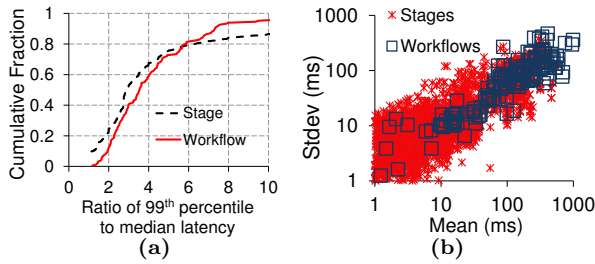 (a)
Cumulative Fraction
1
0.8
0.6
0.4
0.2
0
Stage
Workflow
0 2 4 6 8 10
Ratio of 99th percentile
to median latency
(a)
(b)
Stdev (ms)
1000
100
10
1
Stages
Workflows
1 10 100 1000
Mean (ms)
(b)